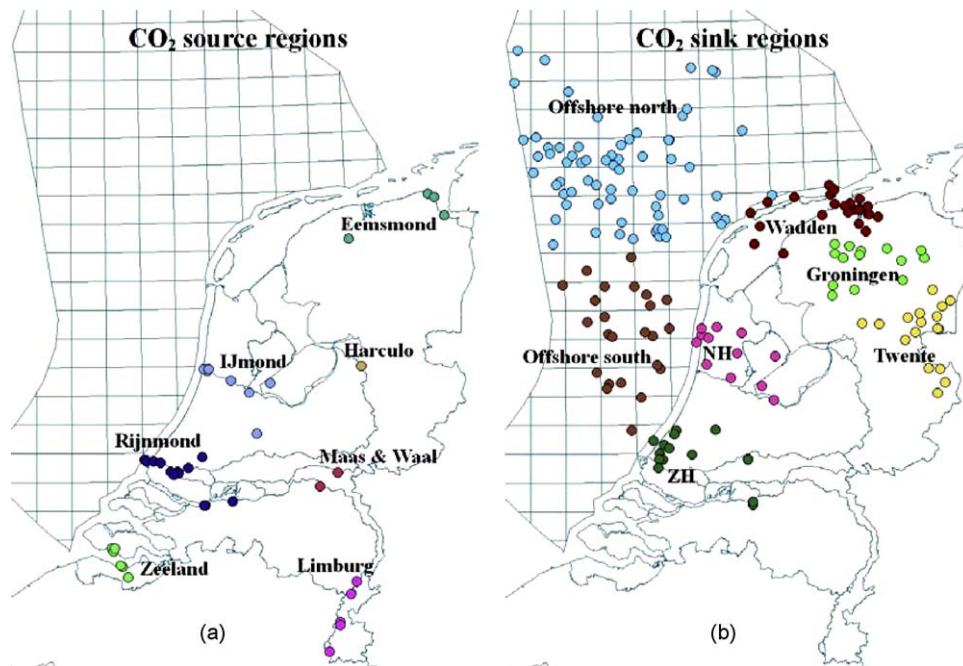 CO₂ source regions
Eemsmond
IJmond
Harculo
Rijnmond
Maas & Waal
Zeeland
Limburg
(a)
CO₂ sink regions
Offshore north
Wadden
Groningen
Offshore south
NH
Twente
ZH
(b)